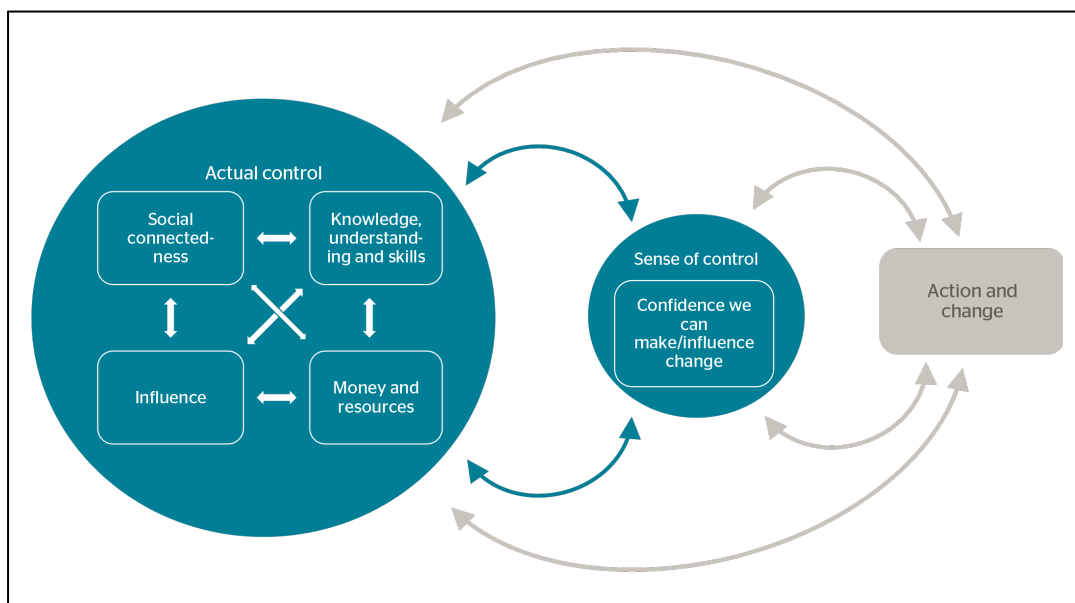 Actual control
Social
connected-
ness
Knowledge,
understand-
ing and skills
Influence
Money and
resources
Sense of control
Confidence we
can
make/influence
change
Action and
change